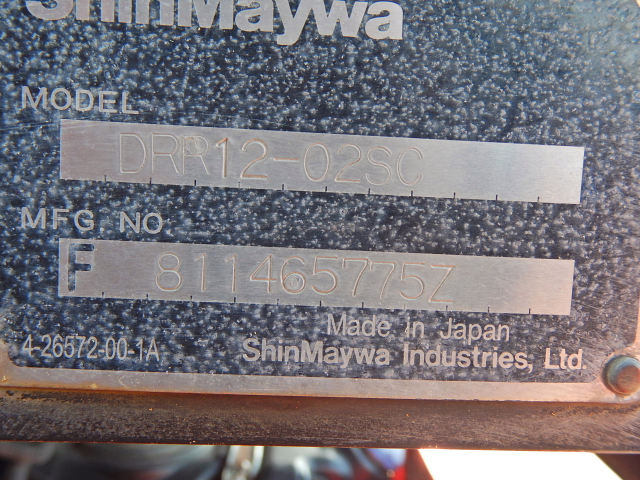 ShinMaywa
MODEL
DRR12-02SC
MFG NO.
F 811465775Z
Made in Japan
4-26572-00-1A
ShinMaywa Industries, Ltd.